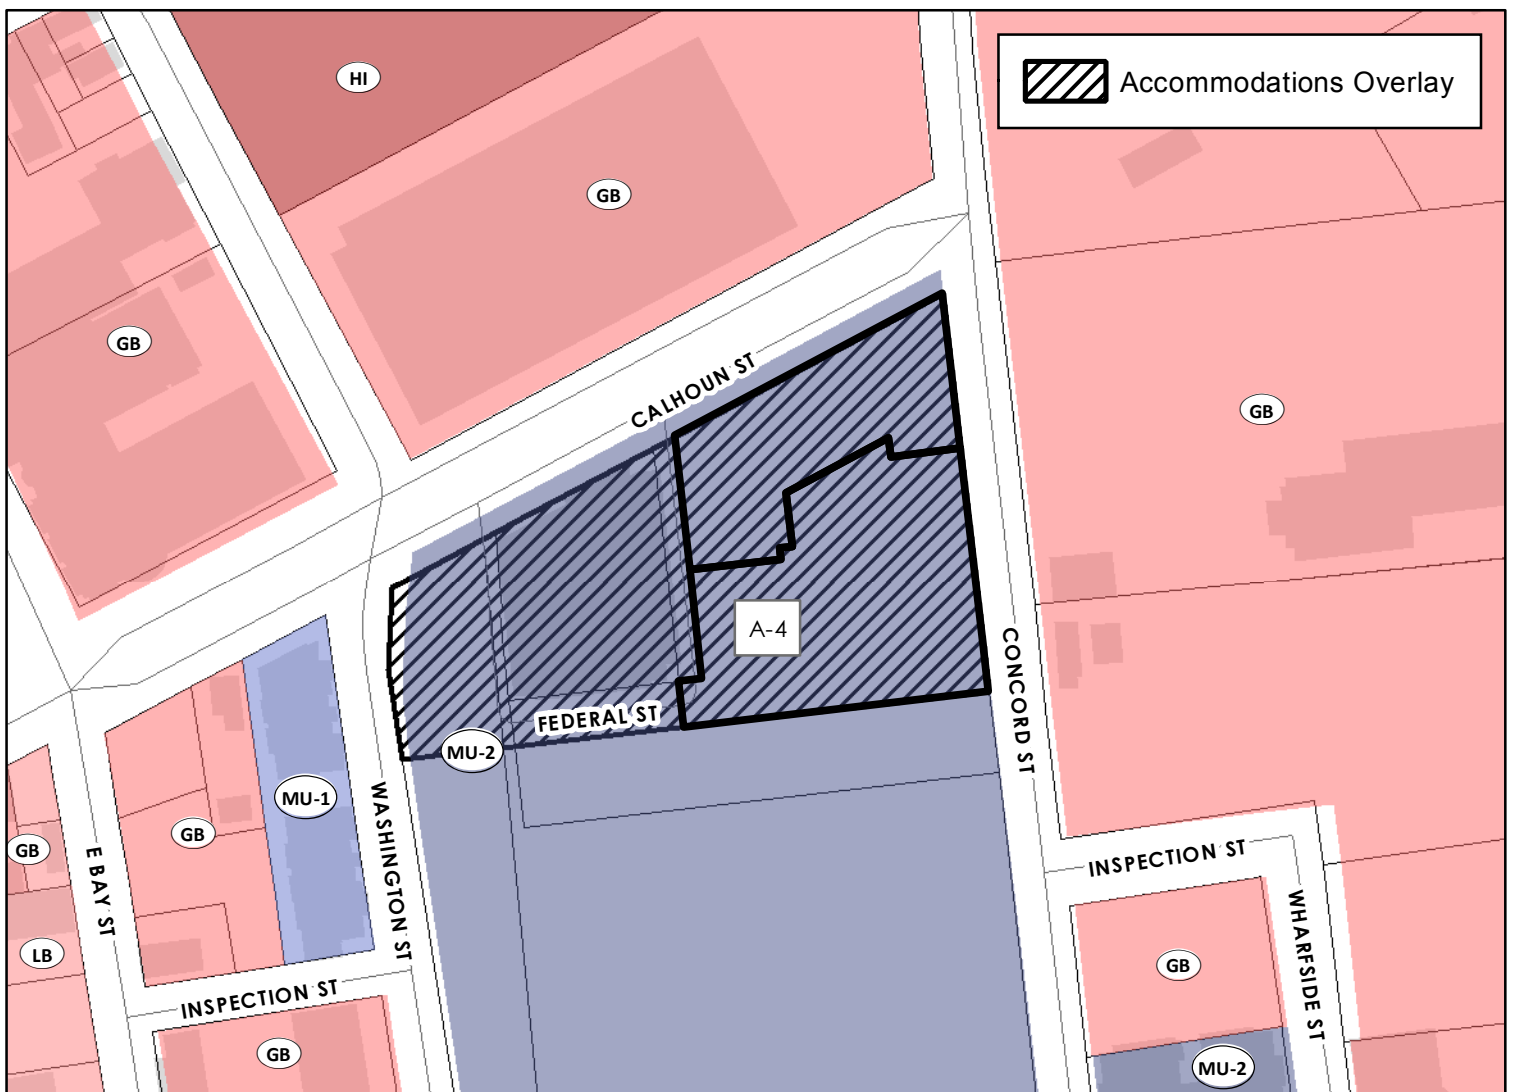 HI
Accommodations Overlay
GB
GB
CALHOUN ST
GB
A-4
FEDERAL ST
MU-2
CONCORD ST
MU-1
WASHINGTON ST
GB
GB
E BAY ST
INSPECTION ST
WHARFSIDE ST
LB
GB
INSPECTION ST
GB
MU-2